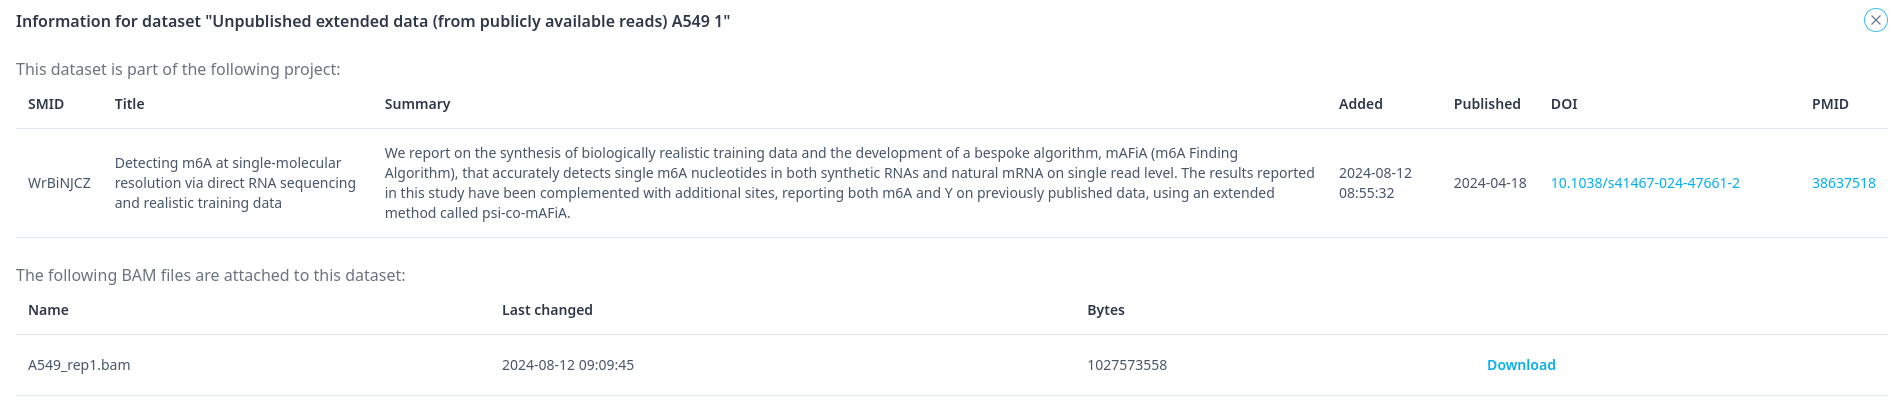 Information for dataset "Unpublished extended data (from publicly available reads) A549 1"
This dataset is part of the following project:
SMID Title Summary Added Published DOI PMID
WrBiNJCZ
Detecting m6A at single-molecular
resolution via direct RNA sequencing
and realistic training data
We report on the synthesis of biologically realistic training data and the development of a bespoke algorithm, mAFiA (m6A Finding
Algorithm), that accurately detects single m6A nucleotides in both synthetic RNAs and natural mRNA on single read level. The results reported
in this study have been complemented with additional sites, reporting both m6A and Y on previously published data, using an extended
method called psi-co-mAFiA.
2024-08-12
08:55:32
2024-04-18
10.1038/s41467-024-47661-2
38637518
The following BAM files are attached to this dataset:
Name Last changed Bytes
A549_rep1.bam 2024-08-12 09:09:45 1027573558 Download